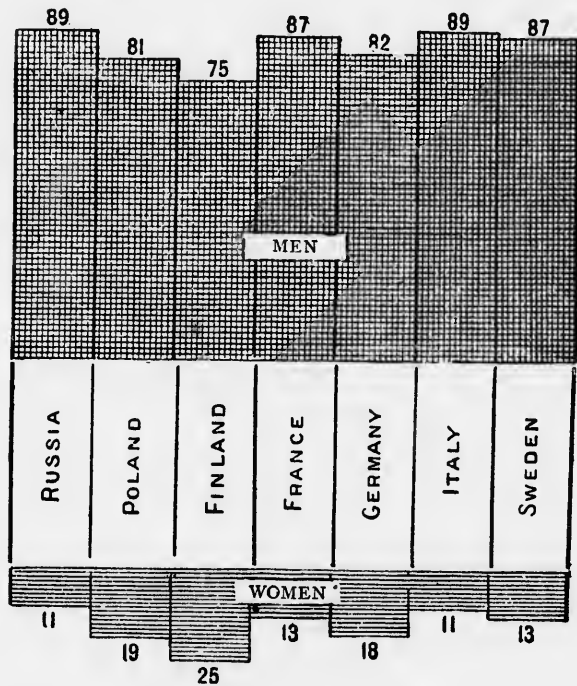 89 81 75 87 82 89 87
MEN
RUSSIA
POLAND
FINLAND
FRANCE
GERMANY
ITALY
SWEDEN
WOMEN
11 19 25 13 18 11 13